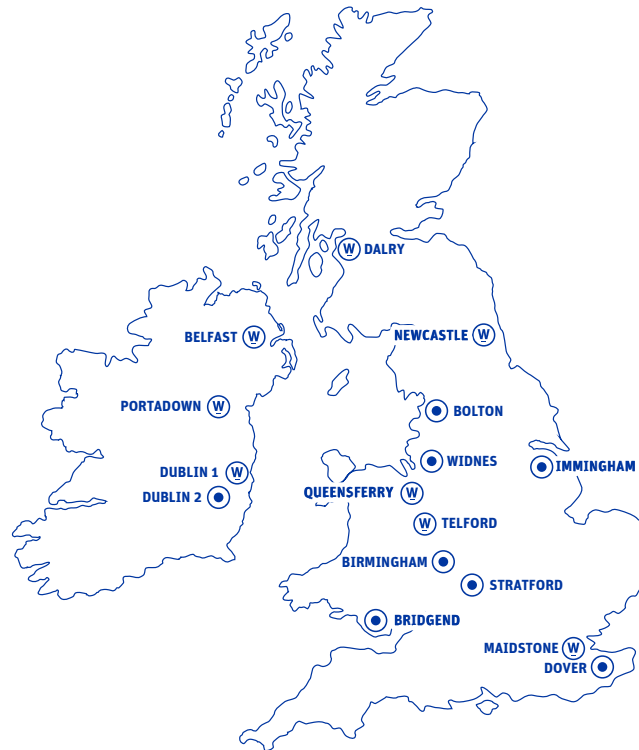 W DALRY
BELFAST W
NEWCASTLE W
PORTADOWN W
BOLTON
DUBLIN 1 W
WIDNES
IMMINGHAM
QUEENSFERRY W
DUBLIN 2
W TELFORD
BIRMINGHAM
STRATFORD
BRIDGEND
MAIDSTONE W
DOVER